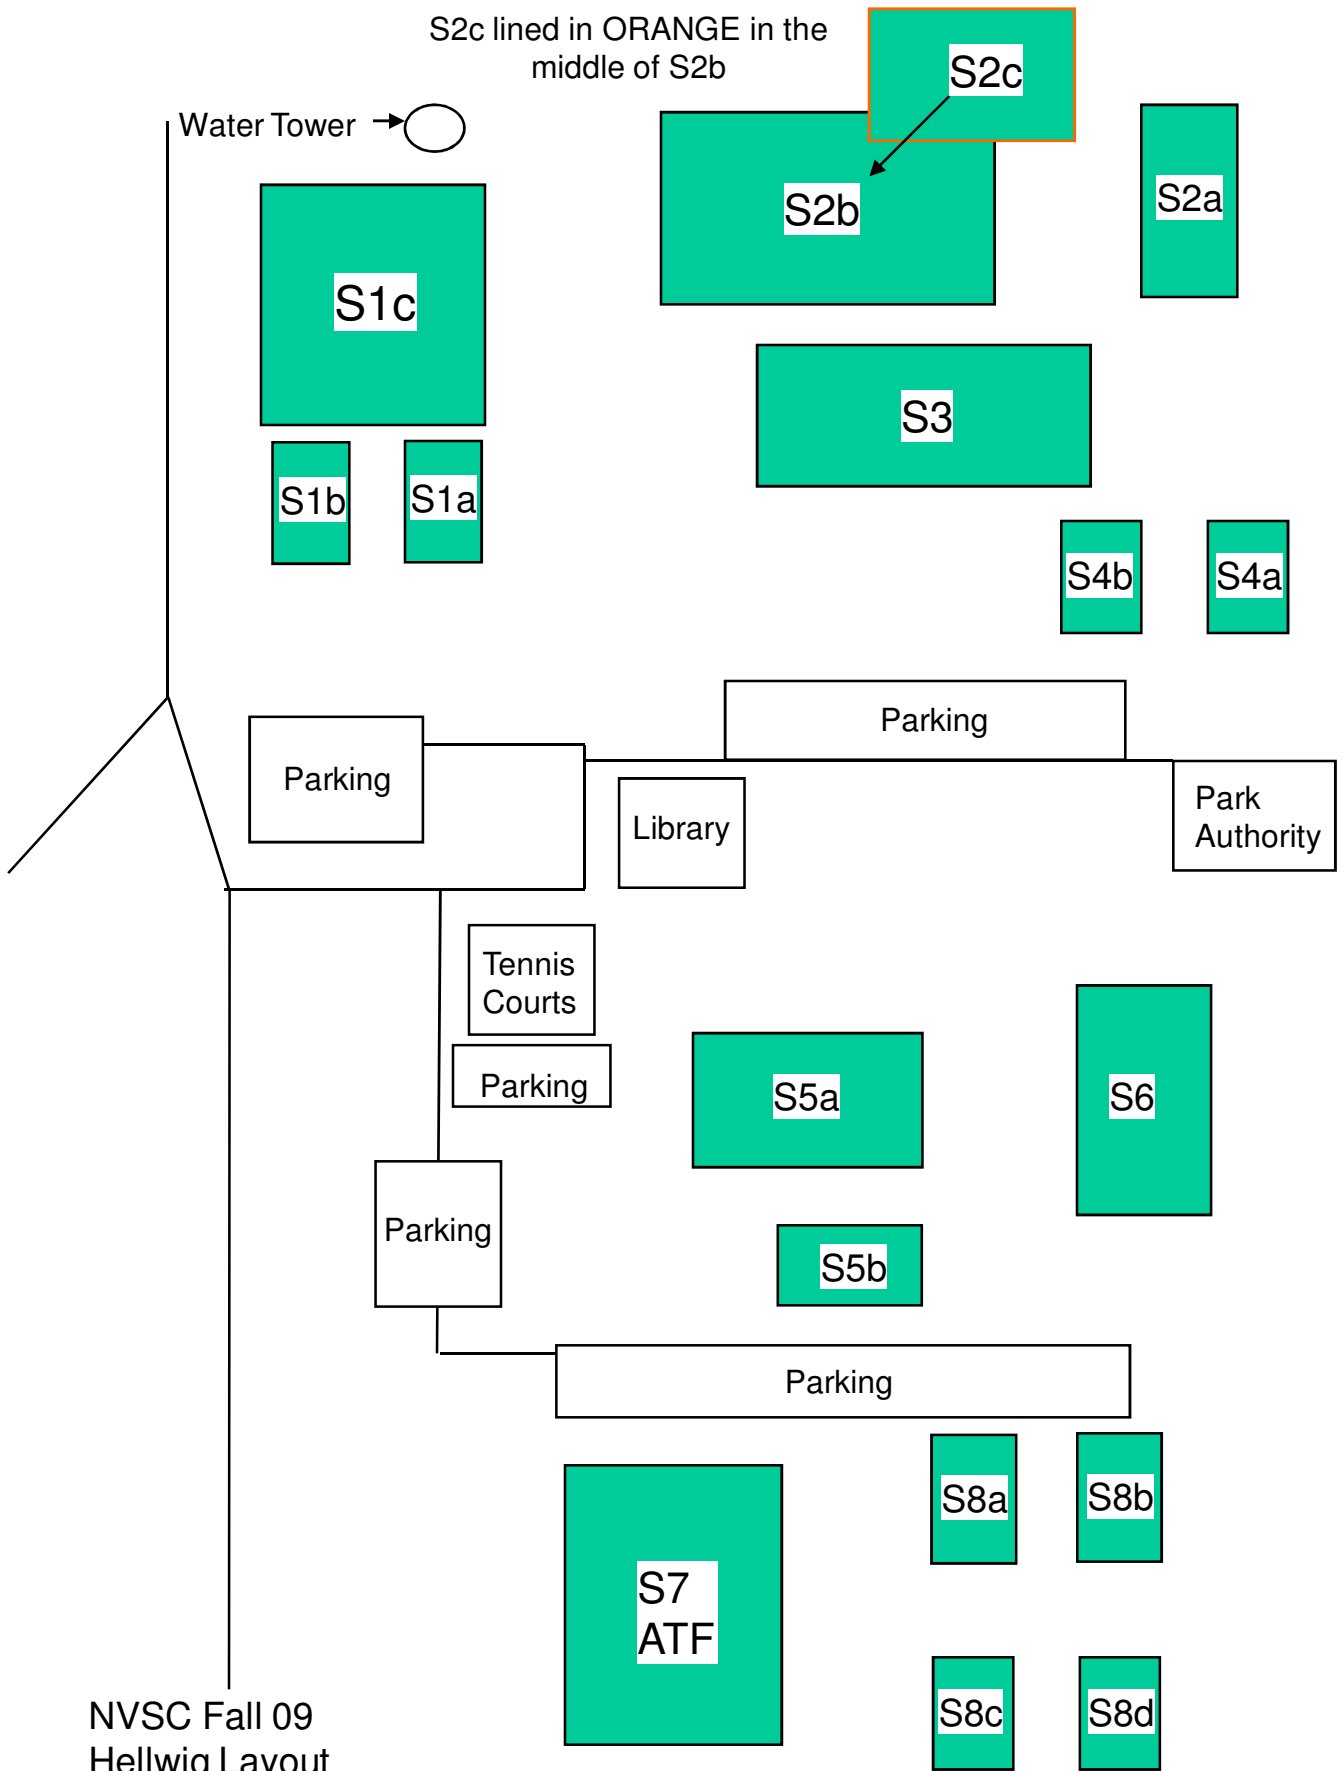 S2c lined in ORANGE in the
middle of S2b
S2c
Water Tower
S2b
S2a
S1c
S3
S1b
S1a
S4b
S4a
Parking
Parking
Library
Park
Authority
Tennis
Courts
Parking
S5a
S6
Parking
S5b
Parking
S8a
S8b
S7
ATF
S8c
S8d
NVSC Fall 09
Hellwig Layout